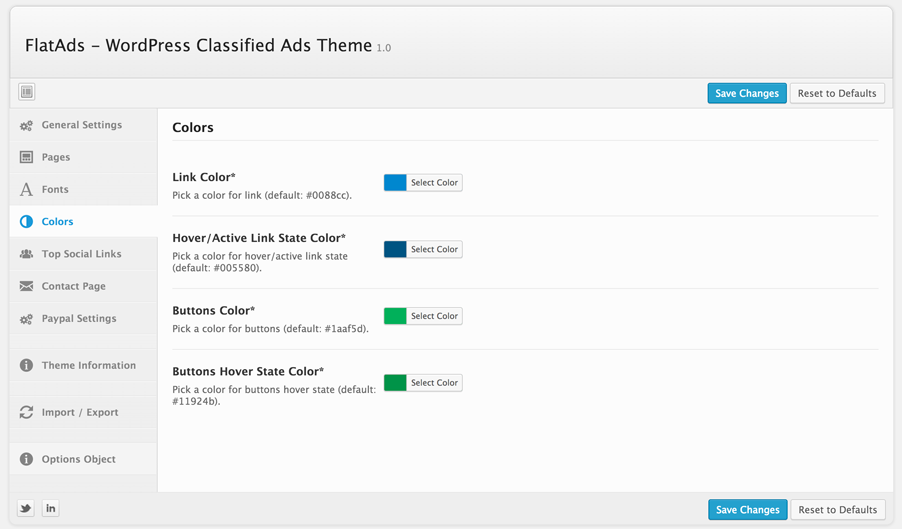 FlatAds – WordPress Classified Ads Theme 1.0
Save Changes Reset to Defaults
General Settings
Pages
Fonts
Colors
Top Social Links
Contact Page
Paypal Settings
Theme Information
Import / Export
Options Object
Colors
Link Color*
Pick a color for link (default: #0088cc).
Select Color
Hover/Active Link State Color*
Pick a color for hover/active link state
(default: #005580).
Select Color
Buttons Color*
Pick a color for buttons (default: #1aaf5d).
Select Color
Buttons Hover State Color*
Pick a color for buttons hover state (default:
#11924b).
Select Color
Save Changes Reset to Defaults